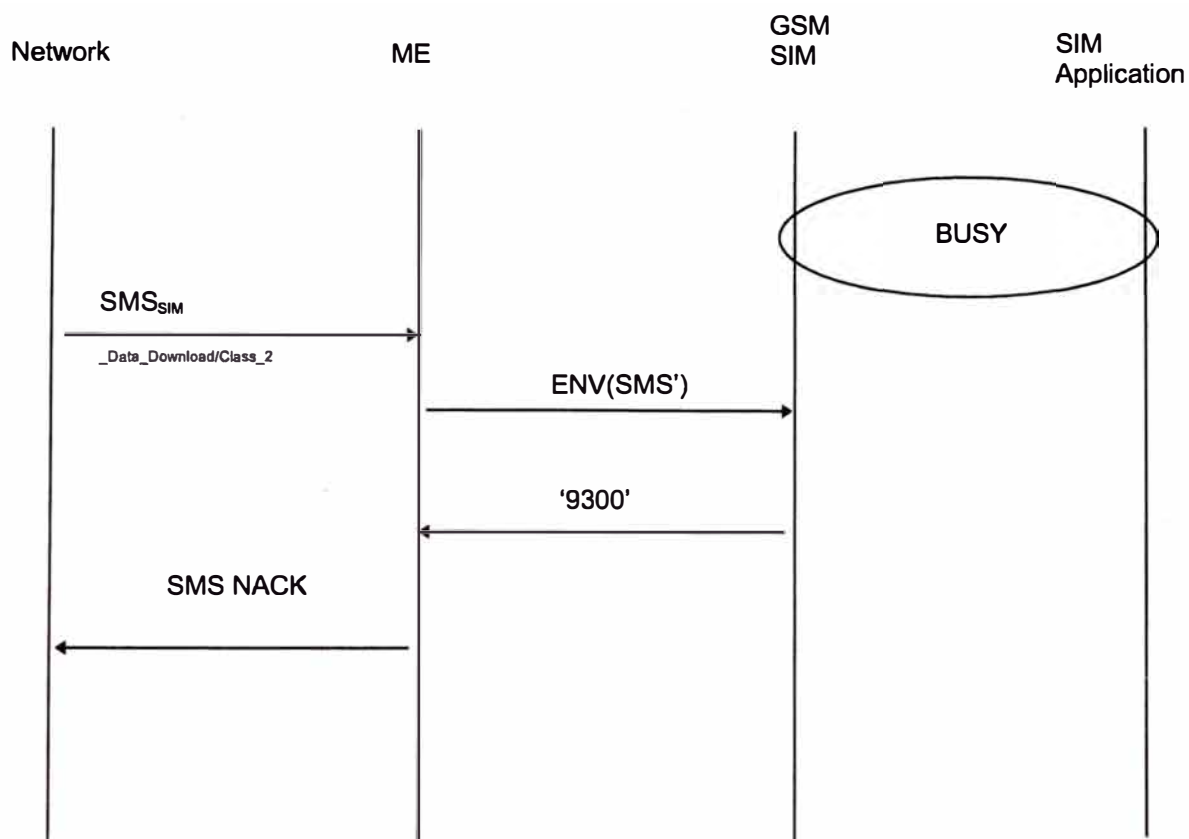 Network
ME
GSM
SIM
SIM
Application
BUSY
SMSSIM
_Data_Download/Class_2
ENV(SMS’)
‘9300’
SMS NACK